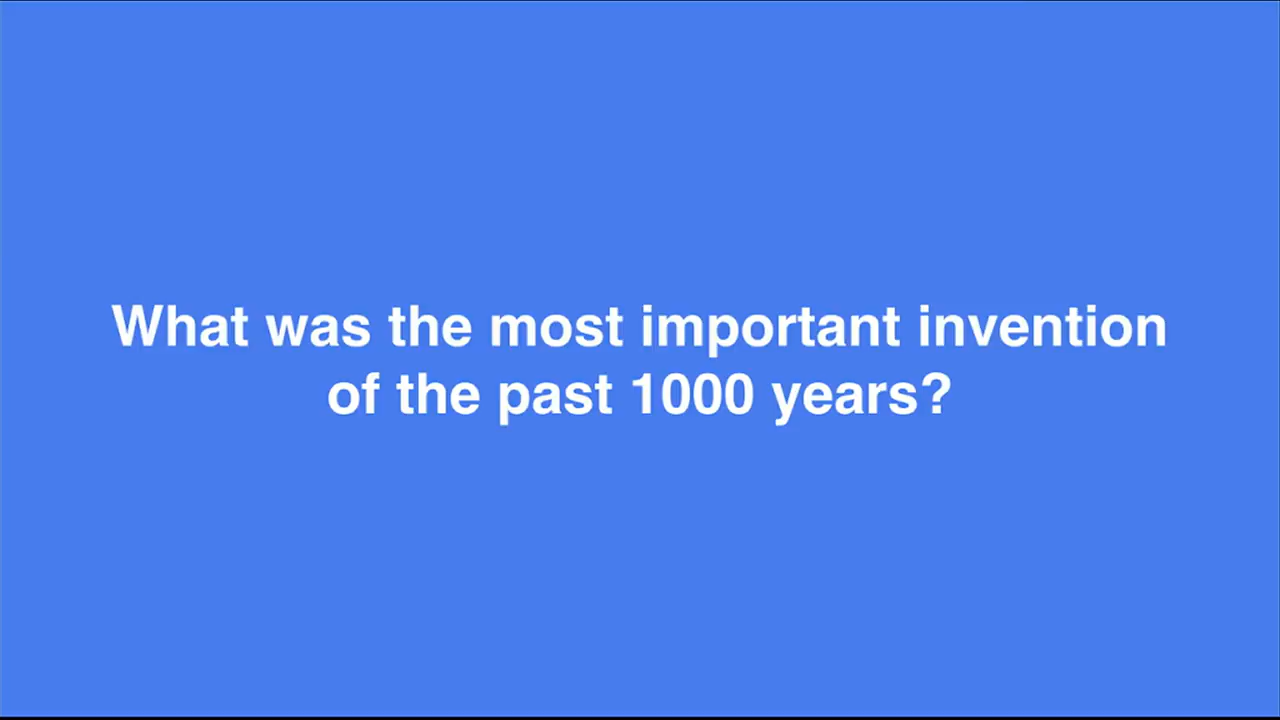 What was the most important invention
of the past 1000 years?